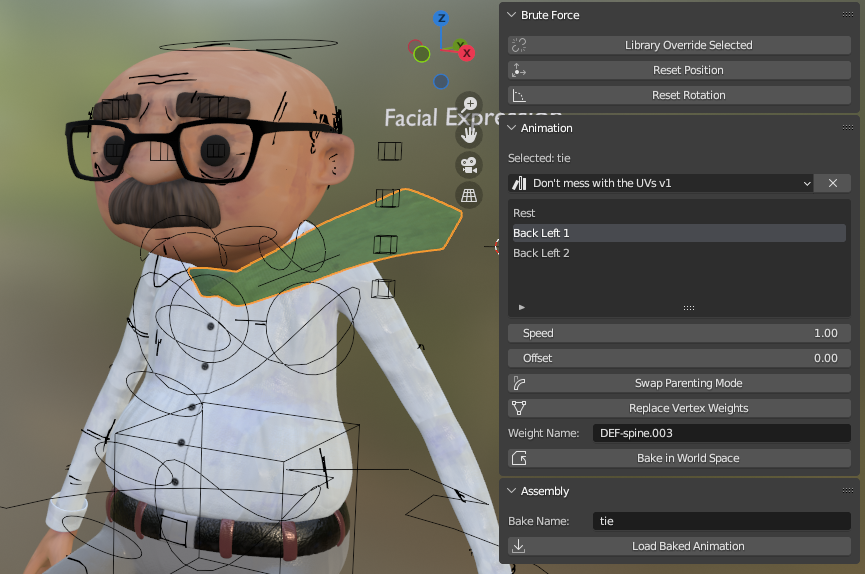 Z
Y
X
Facial Expression
Brute Force
Library Override Selected
Reset Position
Reset Rotation
Animation
Selected: tie
Don't mess with the UVs v1
Rest
Back Left 1
Back Left 2
Speed 1.00
Offset 0.00
Swap Parenting Mode
Replace Vertex Weights
Weight Name: DEF-spine.003
Bake in World Space
Assembly
Bake Name: tie
Load Baked Animation